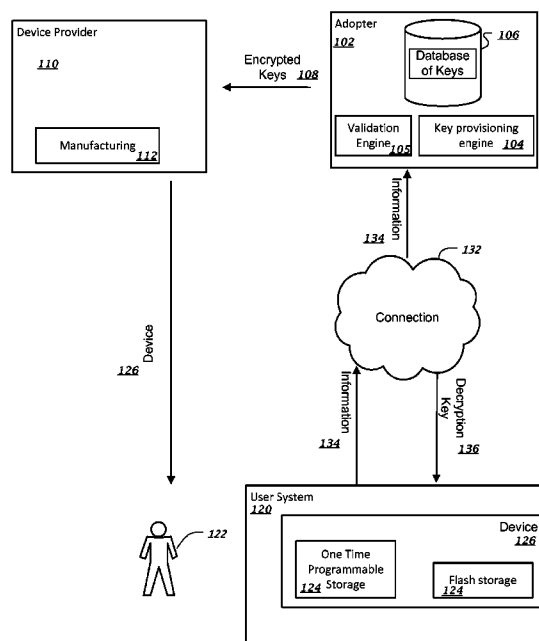 Device Provider
110
Manufacturing
112
Encrypted
Keys 108
Adopter
102
106
Database
of Keys
Validation
Engine
105
Key provisioning
engine 104
Information
134
132
Connection
126
Device
Information
134
Decryption
Key
136
122
User System
120
Device
126
One Time
Programmable
124 Storage
Flash storage
124